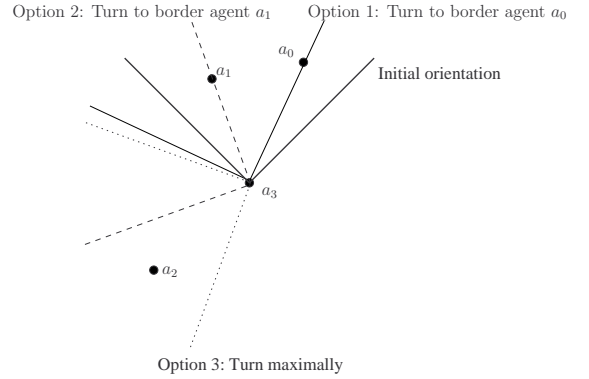 Option 2: Turn to border agent a₁
Option 1: Turn to border agent a₀
a₀
a₁
Initial orientation
a₃
a₂
Option 3: Turn maximally